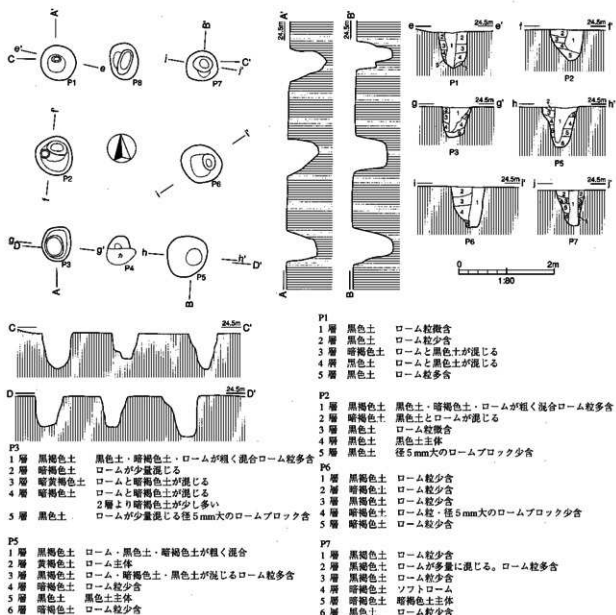 A'
B'
e'
C
e
P1
P8
i
C'
j'
P7
f'
P2
f
P6
j'
i
g
D
P3
A
g'
P4
h
P5
h'
D'
B
A'
24.5m
B'
24.5m
A
B
e
24.5m
e'
P1
f
24.5m
f'
P2
g
24.5m
g'
P3
h
24.5m
h'
P5
i
24.5m
i'
P6
j
24.5m
j'
P7
0
2m
1:80
C
24.5m
C'
D
24.5m
D'
P1
1層 黒色土 ローム粒微含
2層 黒色土 ローム粒少含
3層 暗褐色土 ロームと黒色土が混じる
4層 黒色土 ロームと黒色土が混じる
5層 黒色土 ローム粒多含
P2
1層 黒褐色土 黒色土・暗褐色土・ロームが粗く混合ローム粒多含
2層 暗褐色土 黒色土とロームが混じる
3層 黒色土 ローム粒微含
4層 黒色土 黒色土主体
5層 黒色土 径5mm大のロームブロック少含
P3
1層 黒褐色土 黒色土・暗褐色土・ロームが粗く混合ローム粒多含
2層 暗褐色土 ロームが少量混じる
3層 暗黄褐色土 ロームと暗褐色土が混じる
4層 暗褐色土 ロームと暗褐色土が混じる
2層より暗褐色土が少し多い
5層 黒色土 ロームが少量混じる径5mm大のロームブロック含
P5
1層 黒褐色土 ローム・黒色土・暗褐色土が粗く混合
2層 黄褐色土 ローム主体
3層 黒褐色土 ローム・暗褐色土・黒色土が混じるローム粒多含
4層 暗褐色土 ローム粒少含
5層 黒色土 黒色土主体
6層 暗褐色土 ローム粒少含
P6
1層 黒褐色土 ローム粒少含
2層 暗褐色土 ローム粒少含
3層 黒褐色土 ローム粒少含
4層 暗褐色土 ローム粒・径5mm大のロームブロック少含
5層 暗褐色土 ローム粒少含
P7
1層 黒褐色土 ローム粒少含
2層 黒褐色土 ロームが多量に混じる。ローム粒多含
3層 黒褐色土 ローム粒少含
4層 暗褐色土 ソフトローム
5層 暗褐色土 暗褐色土主体
6層 黒色土 ローム粒少含